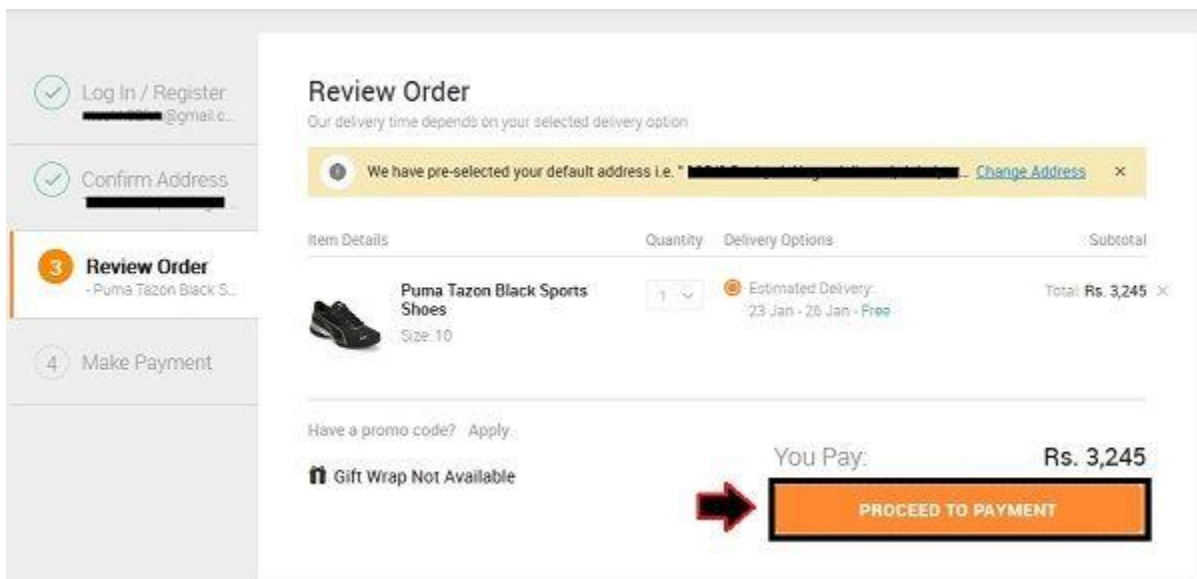 Log In / Register
@gmail.c...
Confirm Address
3
Review Order
- Puma Tazon Black S...
4
Make Payment
Review Order
Our delivery time depends on your selected delivery option
We have pre-selected your default address i.e. "
... Change Address ×
Item Details Quantity Delivery Options Subtotal
Puma Tazon Black Sports
Shoes
Size: 10
1
Estimated Delivery:
23 Jan - 26 Jan - Free
Total: Rs. 3,245 ×
Have a promo code? Apply
Gift Wrap Not Available
You Pay: Rs. 3,245
PROCEED TO PAYMENT